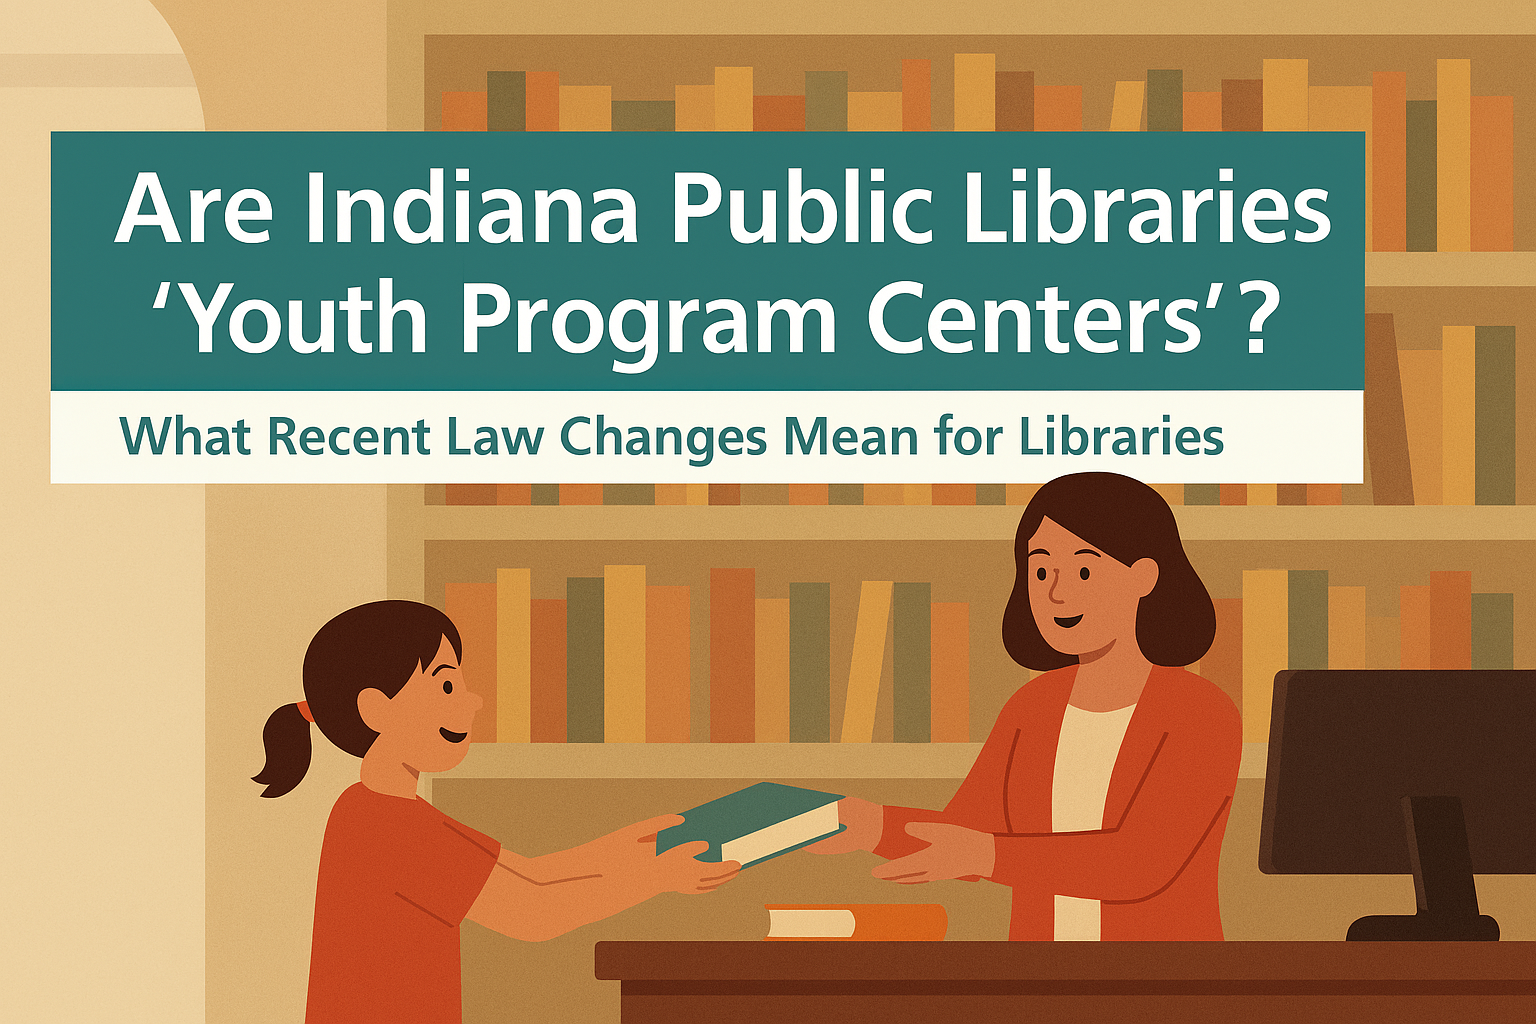 Are Indiana Public Libraries
‘Youth Program Centers’?
What Recent Law Changes Mean for Libraries